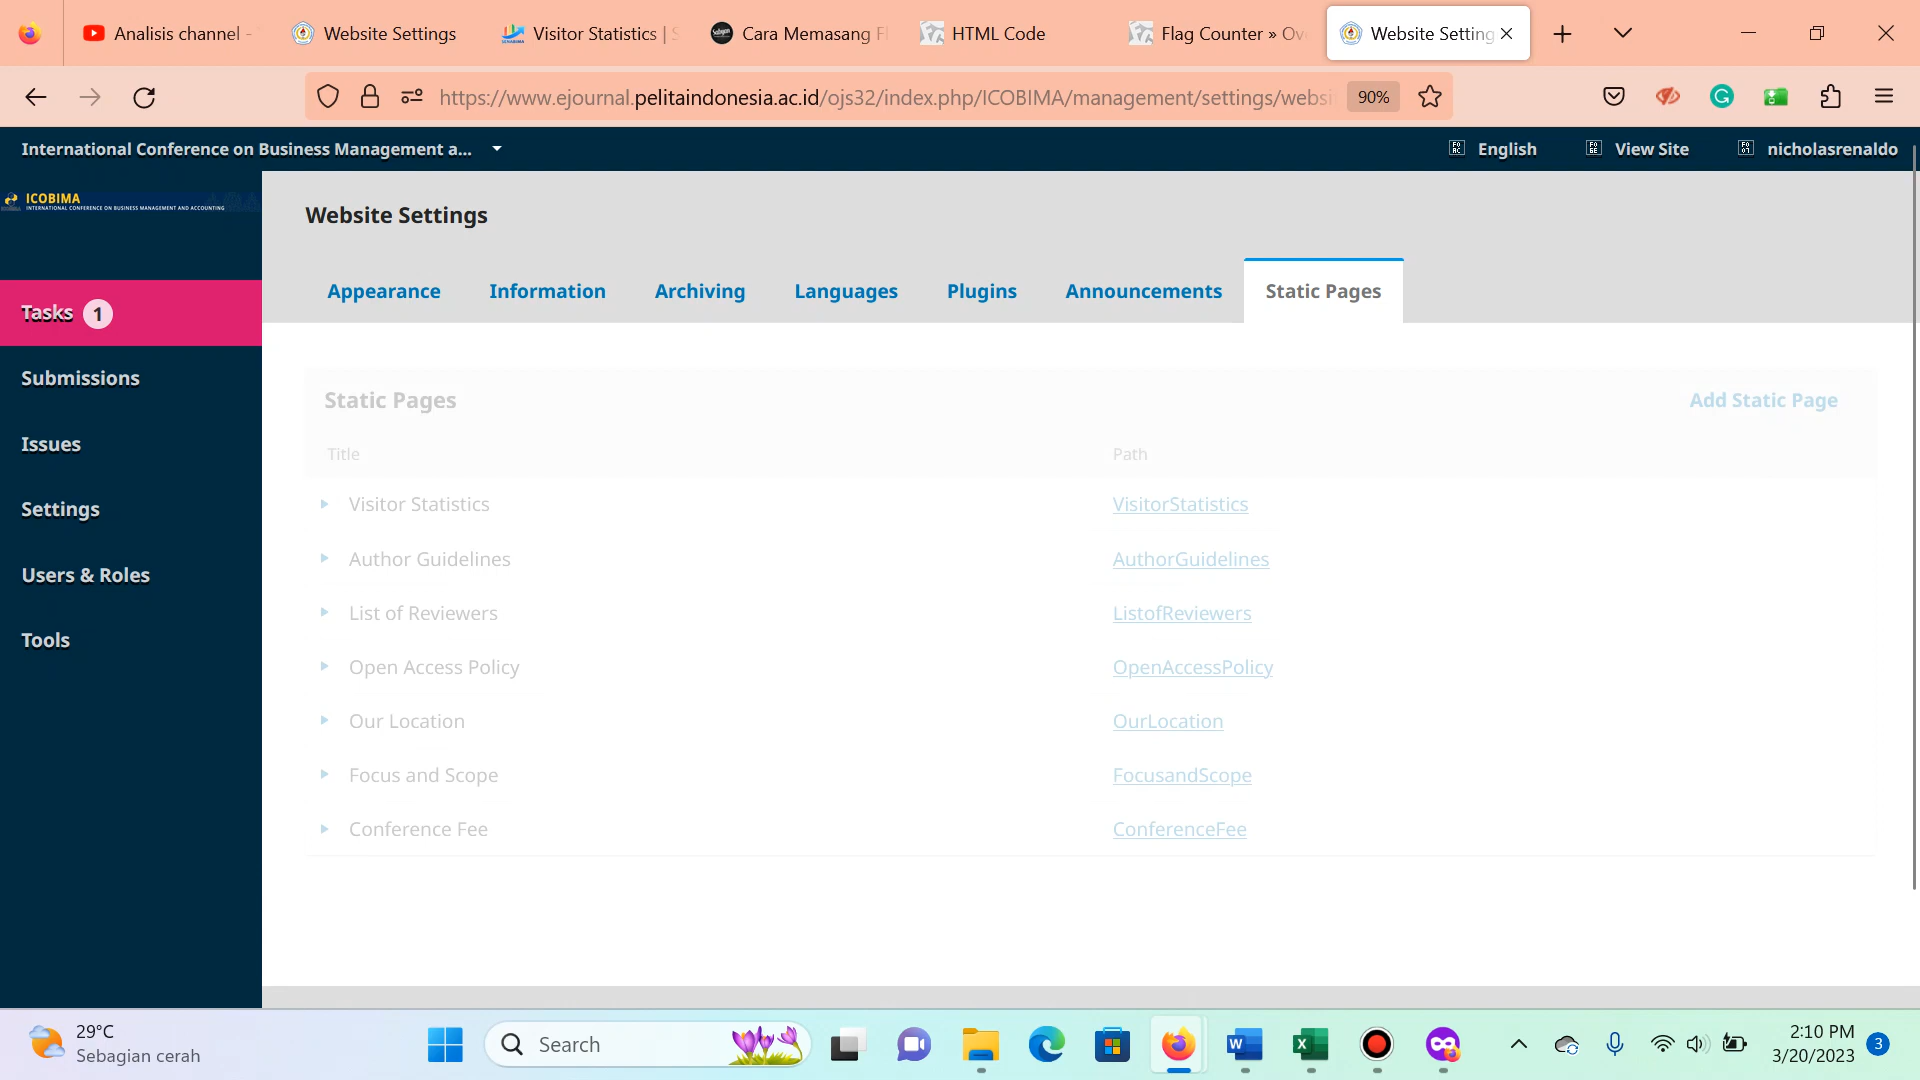 Analisis channel -
Website Settings
Visitor Statistics | S
Cara Memasang Fl
HTML Code
Flag Counter » Ov
Website Setting
https://www.ejournal.pelitaindonesia.ac.id/ojs32/index.php/ICOBIMA/management/settings/websi
90%
International Conference on Business Management a...
English
View Site
nicholasrenaldo
ICOBIMA
INTERNATIONAL CONFERENCE ON BUSINESS MANAGEMENT AND ACCOUNTING
Website Settings
Appearance
Information
Archiving
Languages
Plugins
Announcements
Static Pages
Tasks 1
Submissions
Issues
Settings
Users & Roles
Tools
Static Pages
Add Static Page
Title
Path
Visitor Statistics
VisitorStatistics
Author Guidelines
AuthorGuidelines
List of Reviewers
ListofReviewers
Open Access Policy
OpenAccessPolicy
Our Location
OurLocation
Focus and Scope
FocusandScope
Conference Fee
ConferenceFee
29°C
Sebagian cerah
Search
2:10 PM
3/20/2023
3